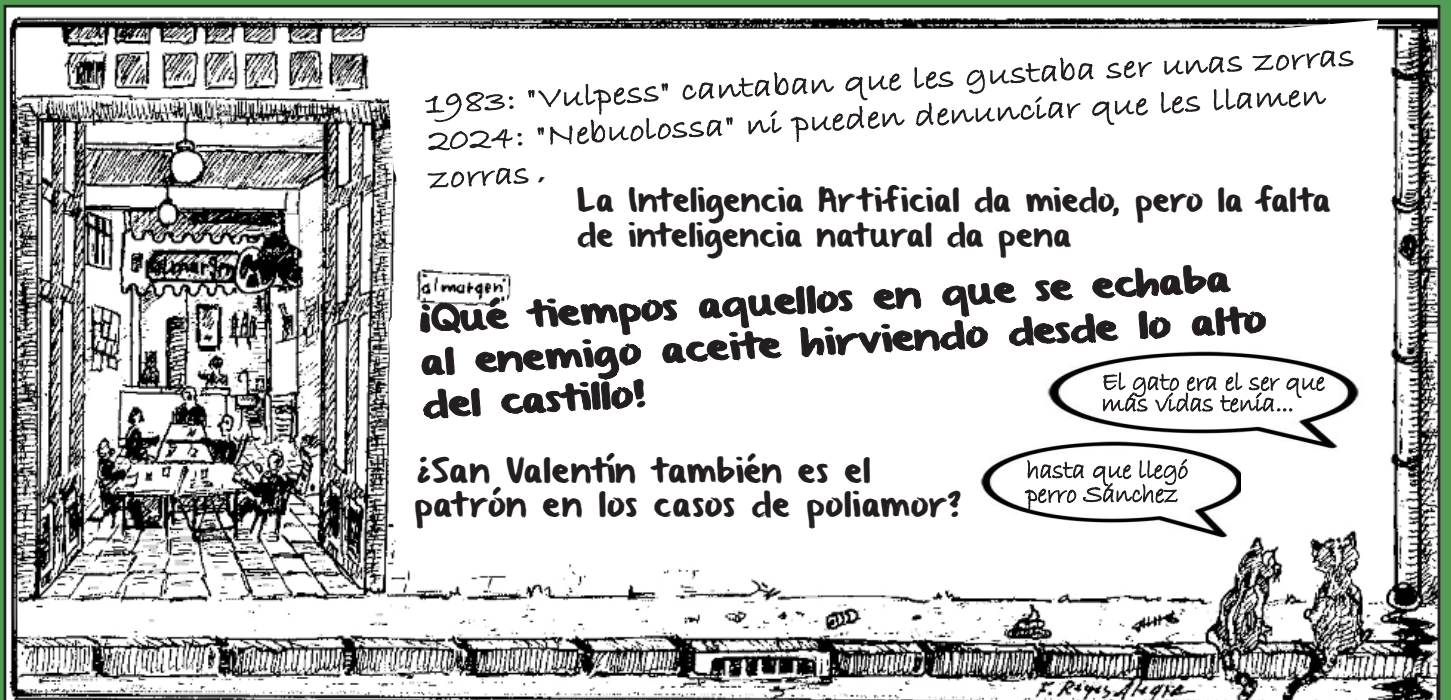 1983: "Vulpess" cantaban que les gustaba ser unas zorras
2024: "Nebuolossa" ni pueden denunciar que les llamen
zorras.
La Inteligencia Artificial da miedo, pero la falta
de inteligencia natural da pena
al margen
¡Qué tiempos aquellos en que se echaba
al enemigo aceite hirviendo desde lo alto
del castillo!
El gato era el ser que
más vidas tenía...
hasta que llegó
perro Sánchez
¿San Valentín también es el
patrón en los casos de poliamor?
F. Reyes Alegre